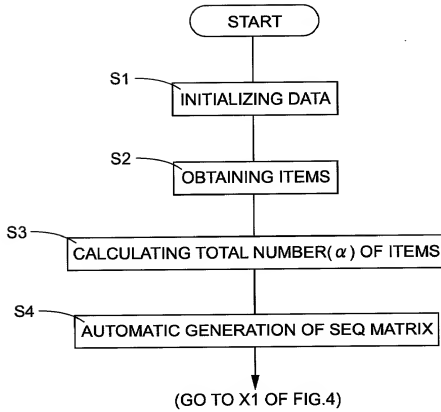 START
S1
INITIALIZING DATA
S2
OBTAINING ITEMS
S3
CALCULATING TOTAL NUMBER(α) OF ITEMS
S4
AUTOMATIC GENERATION OF SEQ MATRIX
(GO TO X1 OF FIG.4)